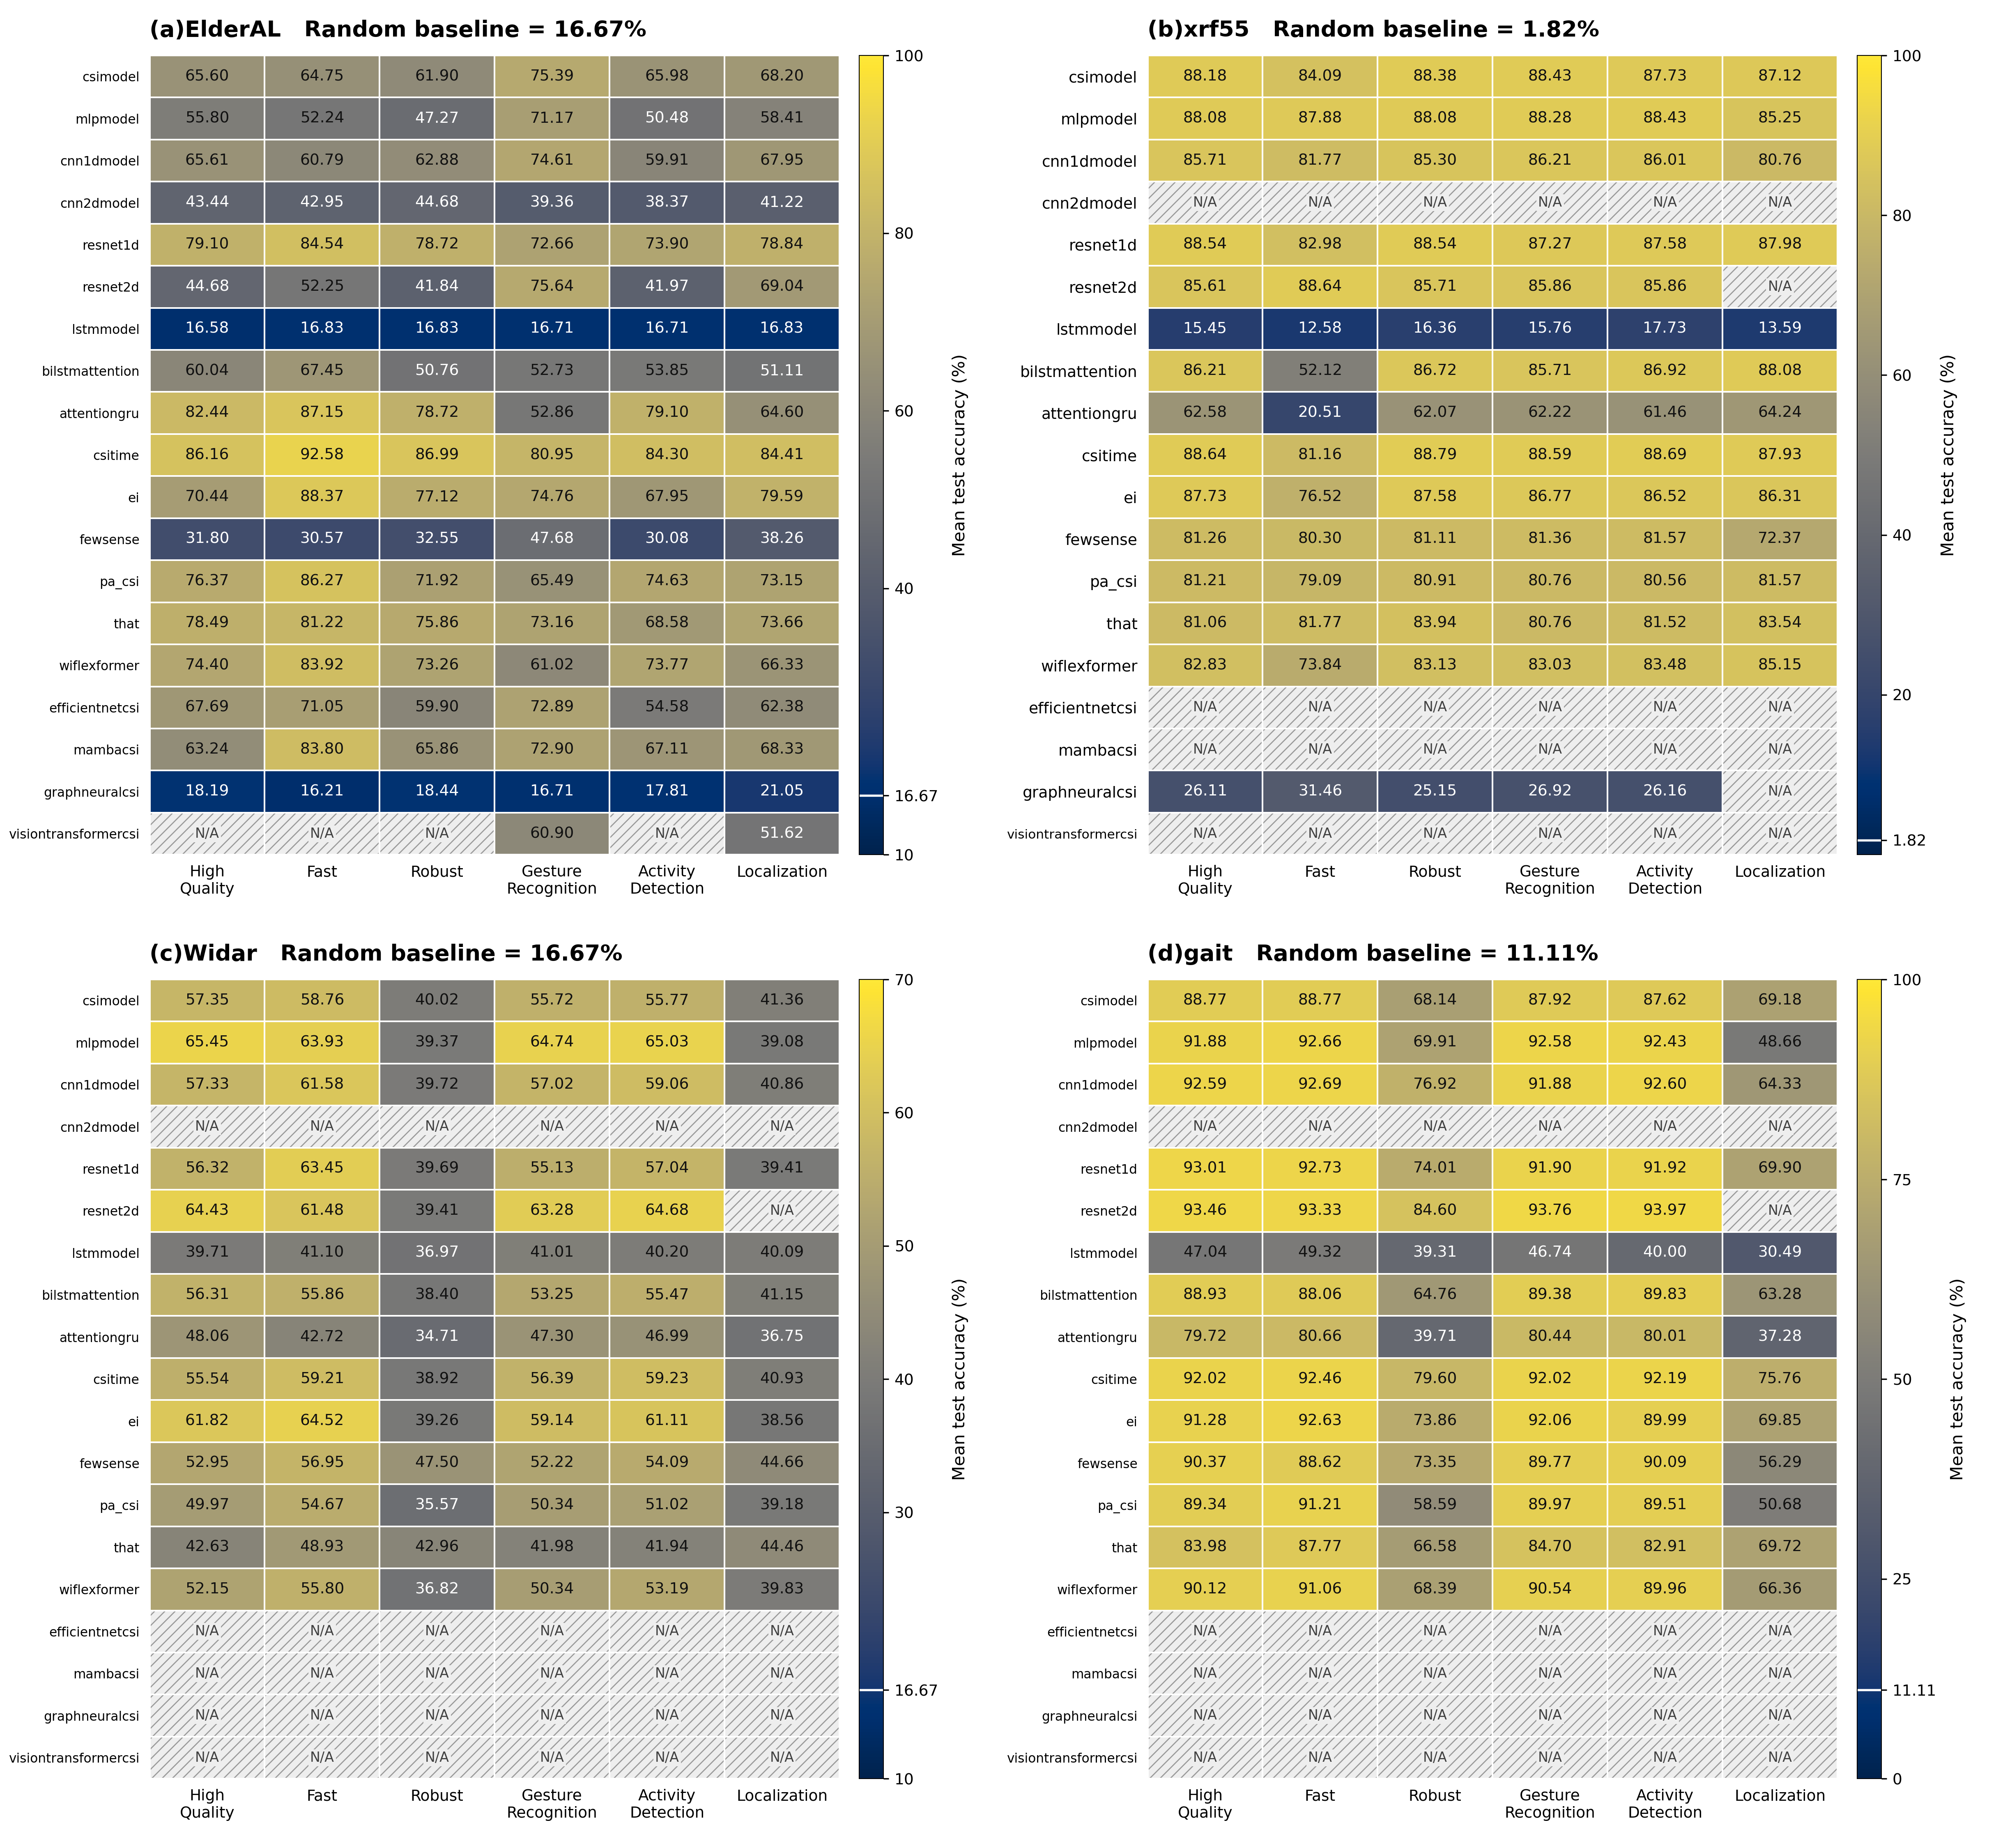 (a)ElderAL   Random baseline = 16.67%
csimodel 65.60 64.75 61.90 75.39 65.98 68.20
mlpmodel 55.80 52.24 47.27 71.17 50.48 58.41
cnn1dmodel 65.61 60.79 62.88 74.61 59.91 67.95
cnn2dmodel 43.44 42.95 44.68 39.36 38.37 41.22
resnet1d 79.10 84.54 78.72 72.66 73.90 78.84
resnet2d 44.68 52.25 41.84 75.64 41.97 69.04
lstmmodel 16.58 16.83 16.83 16.71 16.71 16.83
bilstmattention 60.04 67.45 50.76 52.73 53.85 51.11
attentiongru 82.44 87.15 78.72 52.86 79.10 64.60
csitime 86.16 92.58 86.99 80.95 84.30 84.41
ei 70.44 88.37 77.12 74.76 67.95 79.59
fewsense 31.80 30.57 32.55 47.68 30.08 38.26
pa_csi 76.37 86.27 71.92 65.49 74.63 73.15
that 78.49 81.22 75.86 73.16 68.58 73.66
wiflexformer 74.40 83.92 73.26 61.02 73.77 66.33
efficientnetcsi 67.69 71.05 59.90 72.89 54.58 62.38
mambacsi 63.24 83.80 65.86 72.90 67.11 68.33
graphneuralcsi 18.19 16.21 18.44 16.71 17.81 21.05
visiontransformercsi N/A N/A N/A 60.90 N/A 51.62
High Fast Robust Gesture Activity Localization
Quality Recognition Detection
100
80
60
40
16.67
10
Mean test accuracy (%)
(b)xrf55   Random baseline = 1.82%
csimodel 88.18 84.09 88.38 88.43 87.73 87.12
mlpmodel 88.08 87.88 88.08 88.28 88.43 85.25
cnn1dmodel 85.71 81.77 85.30 86.21 86.01 80.76
cnn2dmodel N/A N/A N/A N/A N/A N/A
resnet1d 88.54 82.98 88.54 87.27 87.58 87.98
resnet2d 85.61 88.64 85.71 85.86 85.86 N/A
lstmmodel 15.45 12.58 16.36 15.76 17.73 13.59
bilstmattention 86.21 52.12 86.72 85.71 86.92 88.08
attentiongru 62.58 20.51 62.07 62.22 61.46 64.24
csitime 88.64 81.16 88.79 88.59 88.69 87.93
ei 87.73 76.52 87.58 86.77 86.52 86.31
fewsense 81.26 80.30 81.11 81.36 81.57 72.37
pa_csi 81.21 79.09 80.91 80.76 80.56 81.57
that 81.06 81.77 83.94 80.76 81.52 83.54
wiflexformer 82.83 73.84 83.13 83.03 83.48 85.15
efficientnetcsi N/A N/A N/A N/A N/A N/A
mambacsi N/A N/A N/A N/A N/A N/A
graphneuralcsi 26.11 31.46 25.15 26.92 26.16 N/A
visiontransformercsi N/A N/A N/A N/A N/A N/A
High Fast Robust Gesture Activity Localization
Quality Recognition Detection
100
80
60
40
20
1.82
Mean test accuracy (%)
(c)Widar   Random baseline = 16.67%
csimodel 57.35 58.76 40.02 55.72 55.77 41.36
mlpmodel 65.45 63.93 39.37 64.74 65.03 39.08
cnn1dmodel 57.33 61.58 39.72 57.02 59.06 40.86
cnn2dmodel N/A N/A N/A N/A N/A N/A
resnet1d 56.32 63.45 39.69 55.13 57.04 39.41
resnet2d 64.43 61.48 39.41 63.28 64.68 N/A
lstmmodel 39.71 41.10 36.97 41.01 40.20 40.09
bilstmattention 56.31 55.86 38.40 53.25 55.47 41.15
attentiongru 48.06 42.72 34.71 47.30 46.99 36.75
csitime 55.54 59.21 38.92 56.39 59.23 40.93
ei 61.82 64.52 39.26 59.14 61.11 38.56
fewsense 52.95 56.95 47.50 52.22 54.09 44.66
pa_csi 49.97 54.67 35.57 50.34 51.02 39.18
that 42.63 48.93 42.96 41.98 41.94 44.46
wiflexformer 52.15 55.80 36.82 50.34 53.19 39.83
efficientnetcsi N/A N/A N/A N/A N/A N/A
mambacsi N/A N/A N/A N/A N/A N/A
graphneuralcsi N/A N/A N/A N/A N/A N/A
visiontransformercsi N/A N/A N/A N/A N/A N/A
High Fast Robust Gesture Activity Localization
Quality Recognition Detection
70
60
50
40
30
16.67
10
Mean test accuracy (%)
(d)gait   Random baseline = 11.11%
csimodel 88.77 88.77 68.14 87.92 87.62 69.18
mlpmodel 91.88 92.66 69.91 92.58 92.43 48.66
cnn1dmodel 92.59 92.69 76.92 91.88 92.60 64.33
cnn2dmodel N/A N/A N/A N/A N/A N/A
resnet1d 93.01 92.73 74.01 91.90 91.92 69.90
resnet2d 93.46 93.33 84.60 93.76 93.97 N/A
lstmmodel 47.04 49.32 39.31 46.74 40.00 30.49
bilstmattention 88.93 88.06 64.76 89.38 89.83 63.28
attentiongru 79.72 80.66 39.71 80.44 80.01 37.28
csitime 92.02 92.46 79.60 92.02 92.19 75.76
ei 91.28 92.63 73.86 92.06 89.99 69.85
fewsense 90.37 88.62 73.35 89.77 90.09 56.29
pa_csi 89.34 91.21 58.59 89.97 89.51 50.68
that 83.98 87.77 66.58 84.70 82.91 69.72
wiflexformer 90.12 91.06 68.39 90.54 89.96 66.36
efficientnetcsi N/A N/A N/A N/A N/A N/A
mambacsi N/A N/A N/A N/A N/A N/A
graphneuralcsi N/A N/A N/A N/A N/A N/A
visiontransformercsi N/A N/A N/A N/A N/A N/A
High Fast Robust Gesture Activity Localization
Quality Recognition Detection
100
75
50
25
11.11
0
Mean test accuracy (%)